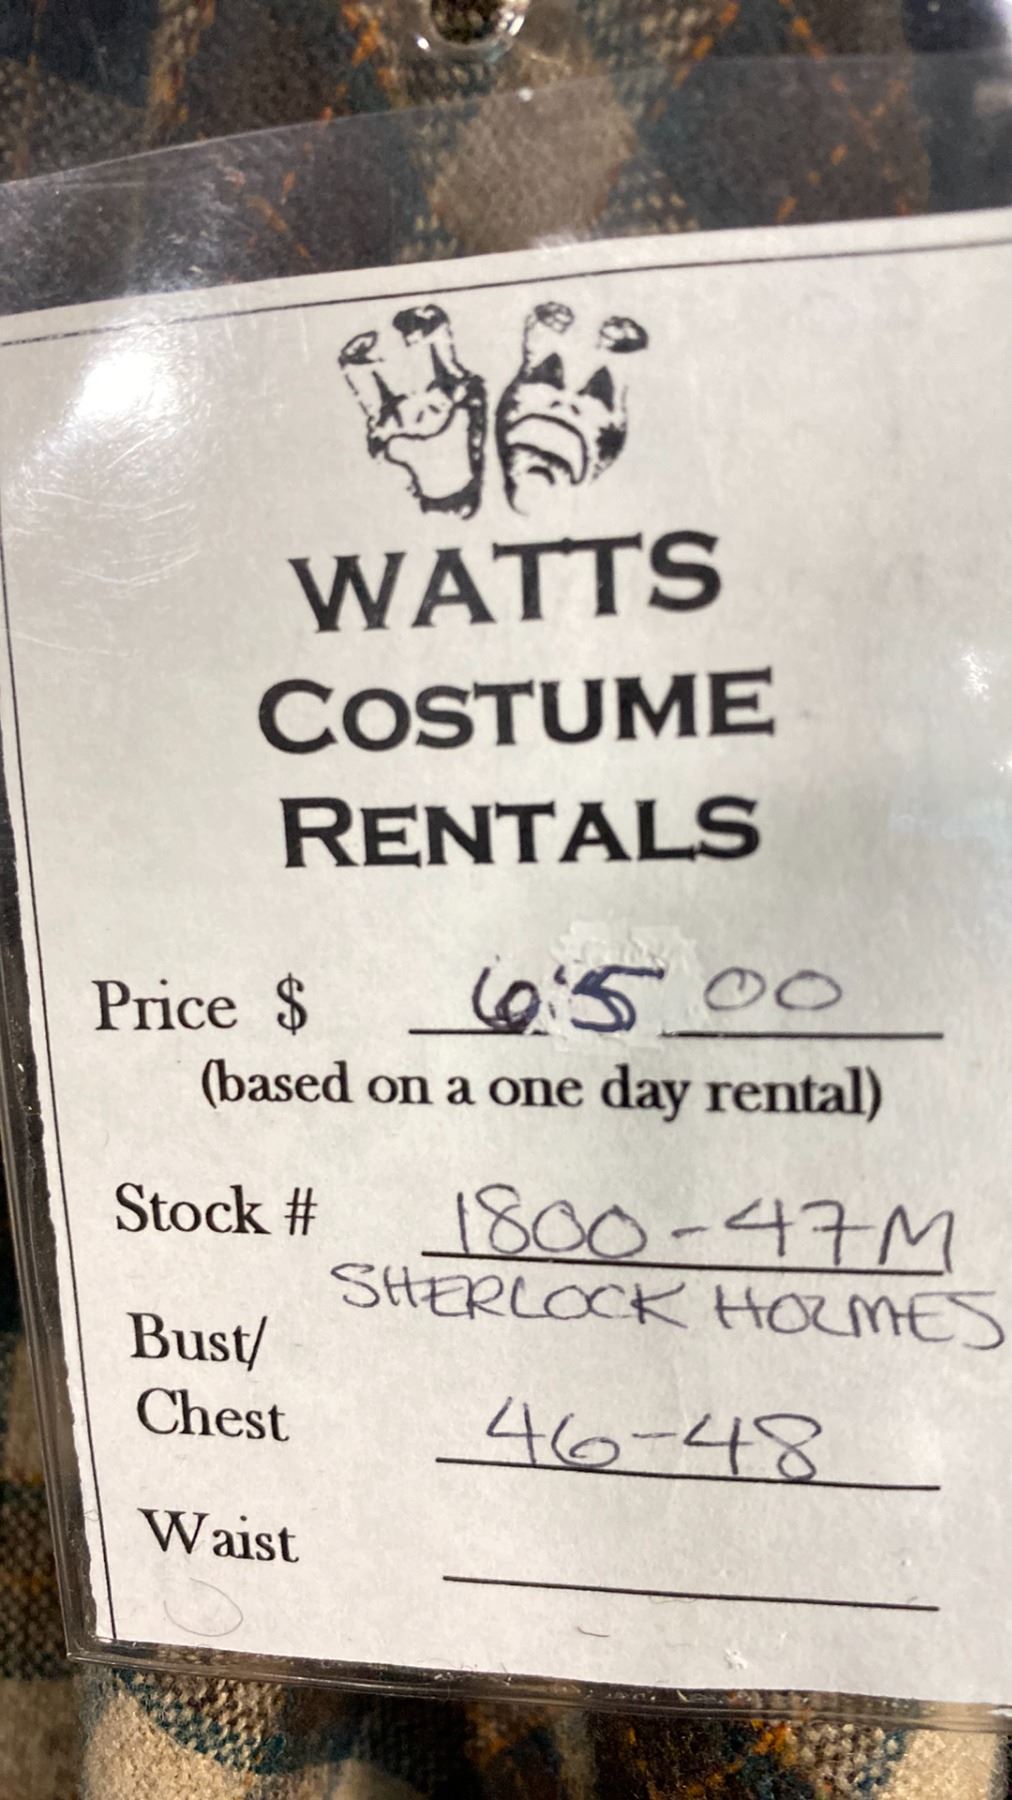 WATTS
COSTUME
RENTALS
Price $ 65 00
(based on a one day rental)
Stock # 1800-47M
SHERLOCK HOLMES
Bust/
Chest 46-48
Waist